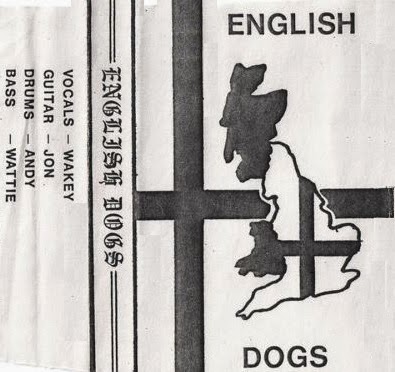 VOCALS – WAKEY
GUITAR – JON
DRUMS – ANDY
BASS – WATTIE
ENGLISH DOGS
ENGLISH
DOGS